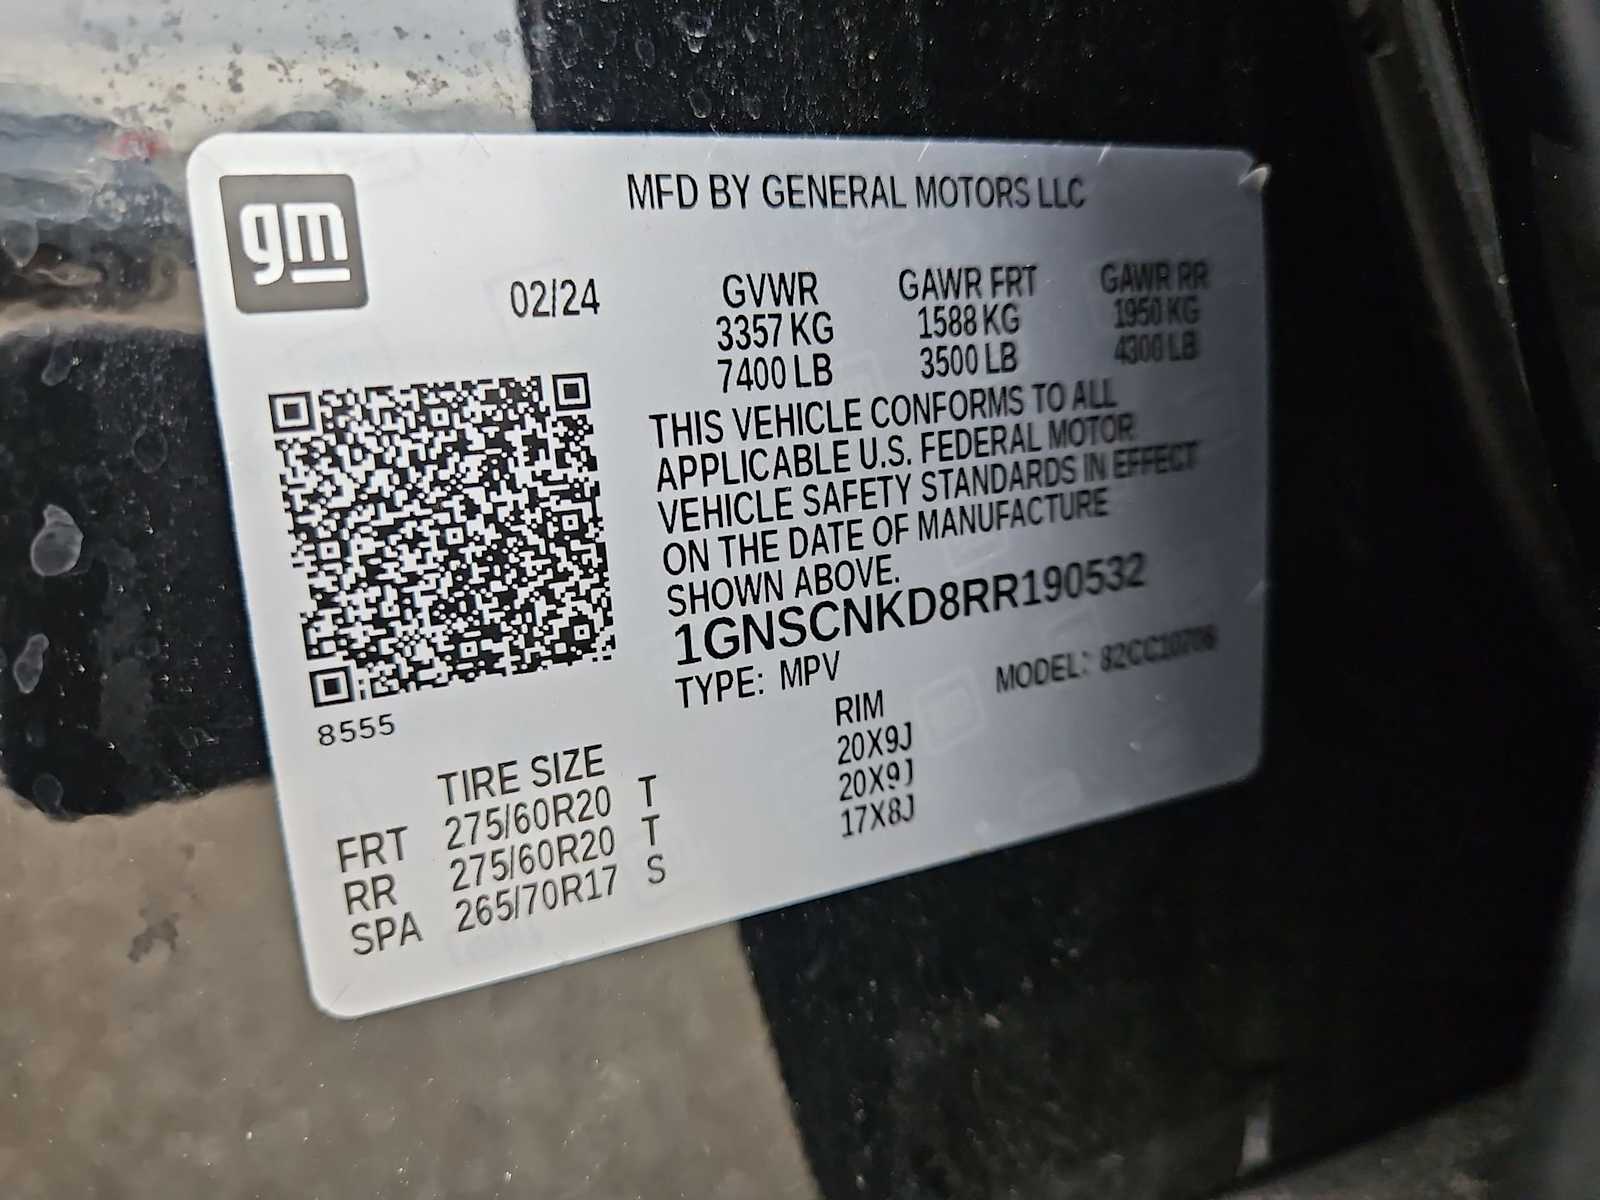 gm
MFD BY GENERAL MOTORS LLC
02/24 GVWR GAWR FRT GAWR RR
3357 KG 1588 KG 1950 KG
7400 LB 3500 LB 4300 LB
THIS VEHICLE CONFORMS TO ALL
APPLICABLE U.S. FEDERAL MOTOR
VEHICLE SAFETY STANDARDS IN EFFECT
ON THE DATE OF MANUFACTURE
SHOWN ABOVE.
1GNSCNKD8RR190532
TYPE: MPV MODEL: 82CC10706
8555
TIRE SIZE RIM
FRT 275/60R20 T 20X9J
RR 275/60R20 T 20X9J
SPA 265/70R17 S 17X8J